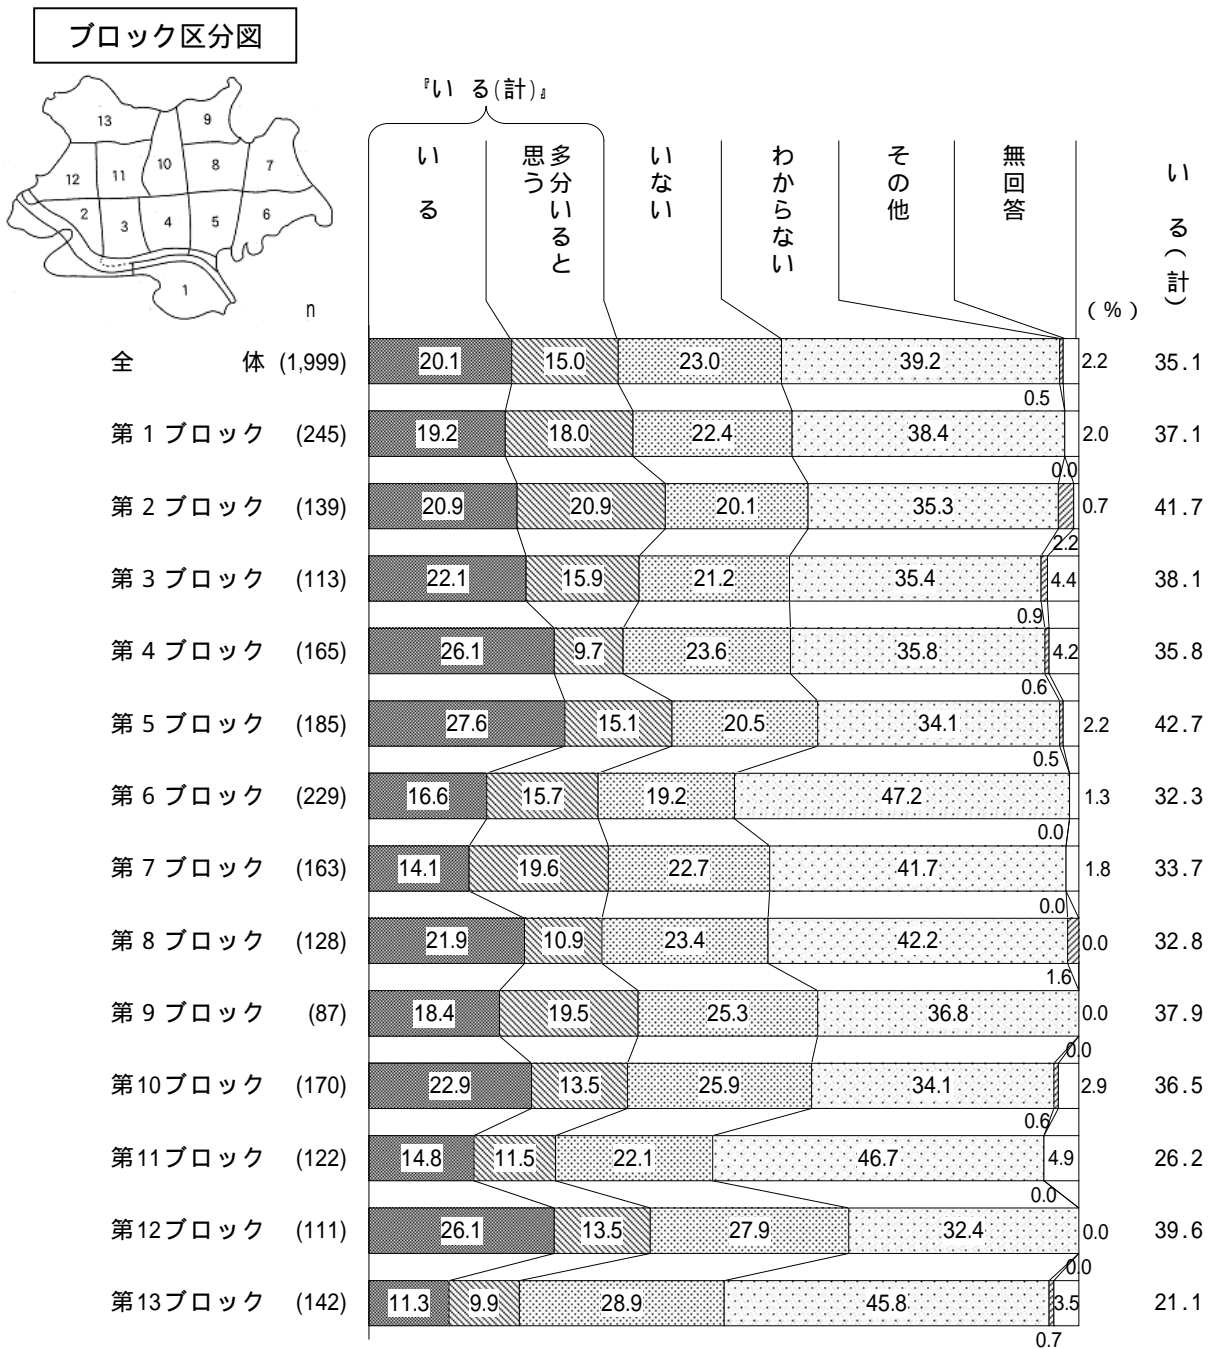 ブロック区分図
13
9
10
8
7
12
11
2
3
4
5
6
1
『いる(計)』
いる
多分いると思う
いない
わからない
その他
無回答
いる(計)
n
(%)
全体 (1,999) 20.1 15.0 23.0 39.2 2.2 35.1
0.5
第1ブロック (245) 19.2 18.0 22.4 38.4 2.0 37.1
0.0
第2ブロック (139) 20.9 20.9 20.1 35.3 0.7 41.7
2.2
第3ブロック (113) 22.1 15.9 21.2 35.4 4.4 38.1
0.9
第4ブロック (165) 26.1 9.7 23.6 35.8 4.2 35.8
0.6
第5ブロック (185) 27.6 15.1 20.5 34.1 2.2 42.7
0.5
第6ブロック (229) 16.6 15.7 19.2 47.2 1.3 32.3
0.0
第7ブロック (163) 14.1 19.6 22.7 41.7 1.8 33.7
0.0
第8ブロック (128) 21.9 10.9 23.4 42.2 0.0 32.8
1.6
第9ブロック (87) 18.4 19.5 25.3 36.8 0.0 37.9
0.0
第10ブロック (170) 22.9 13.5 25.9 34.1 2.9 36.5
0.6
第11ブロック (122) 14.8 11.5 22.1 46.7 4.9 26.2
0.0
第12ブロック (111) 26.1 13.5 27.9 32.4 0.0 39.6
0.0
第13ブロック (142) 11.3 9.9 28.9 45.8 3.5 21.1
0.7